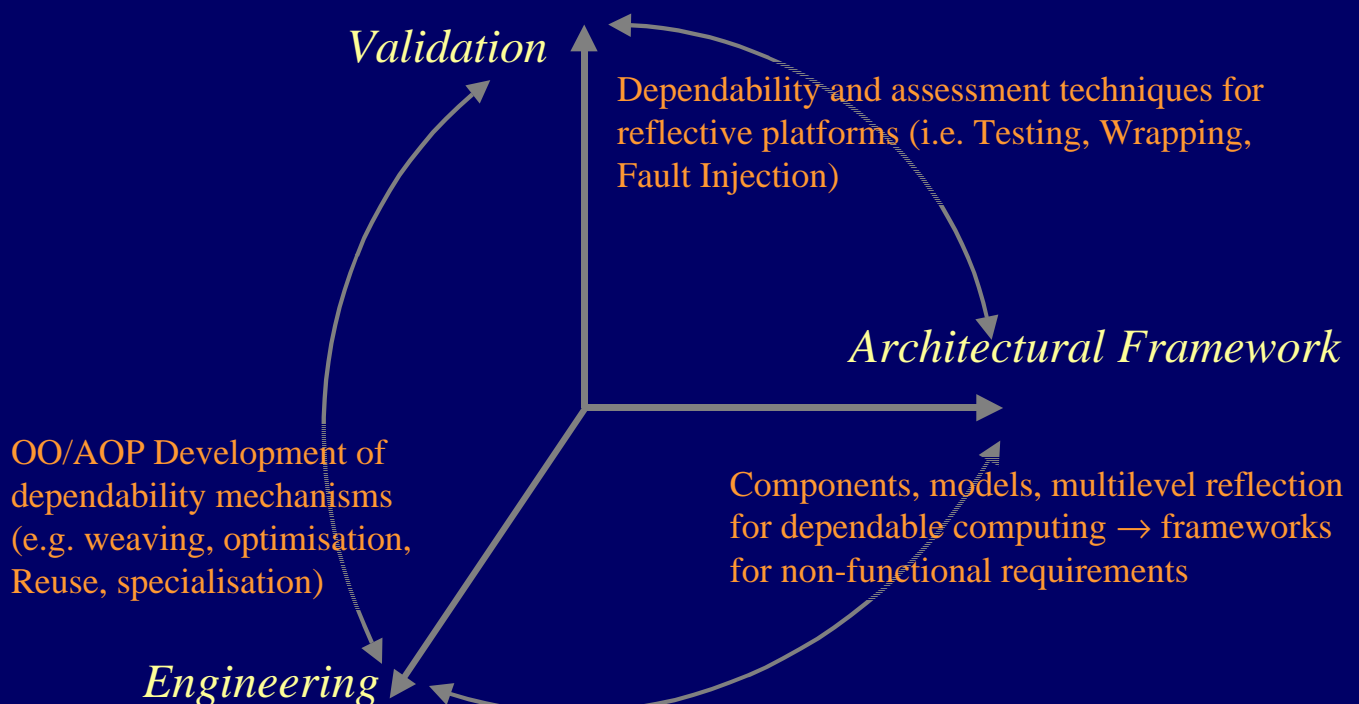 Validation
Dependability and assessment techniques for
reflective platforms (i.e. Testing, Wrapping,
Fault Injection)
Architectural Framework
OO/AOP Development of
dependability mechanisms
(e.g. weaving, optimisation,
Reuse, specialisation)
Components, models, multilevel reflection
for dependable computing → frameworks
for non-functional requirements
Engineering